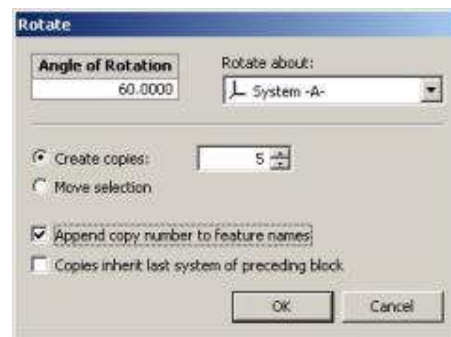 Rotate
Angle of Rotation
60.0000
Rotate about:
System -A-
Create copies:
5
Move selection
Append copy number to feature names
Copies inherit last system of preceding block
OK
Cancel